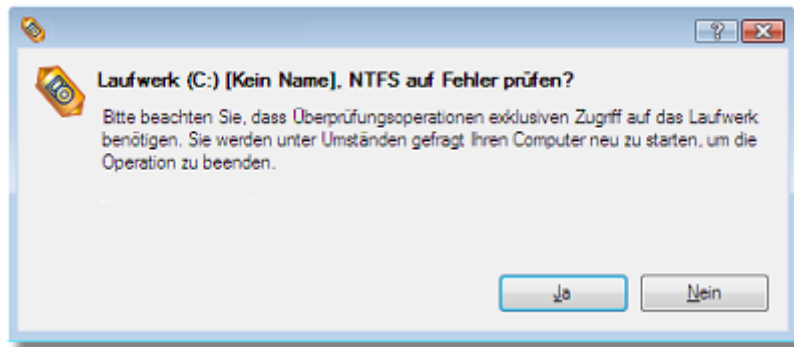 Laufwerk (C:) [Kein Name], NTFS auf Fehler prüfen?
Bitte beachten Sie, dass Überprüfungsoperationen exklusiven Zugriff auf das Laufwerk
benötigen. Sie werden unter Umständen gefragt Ihren Computer neu zu starten, um die
Operation zu beenden.
Ja
Nein